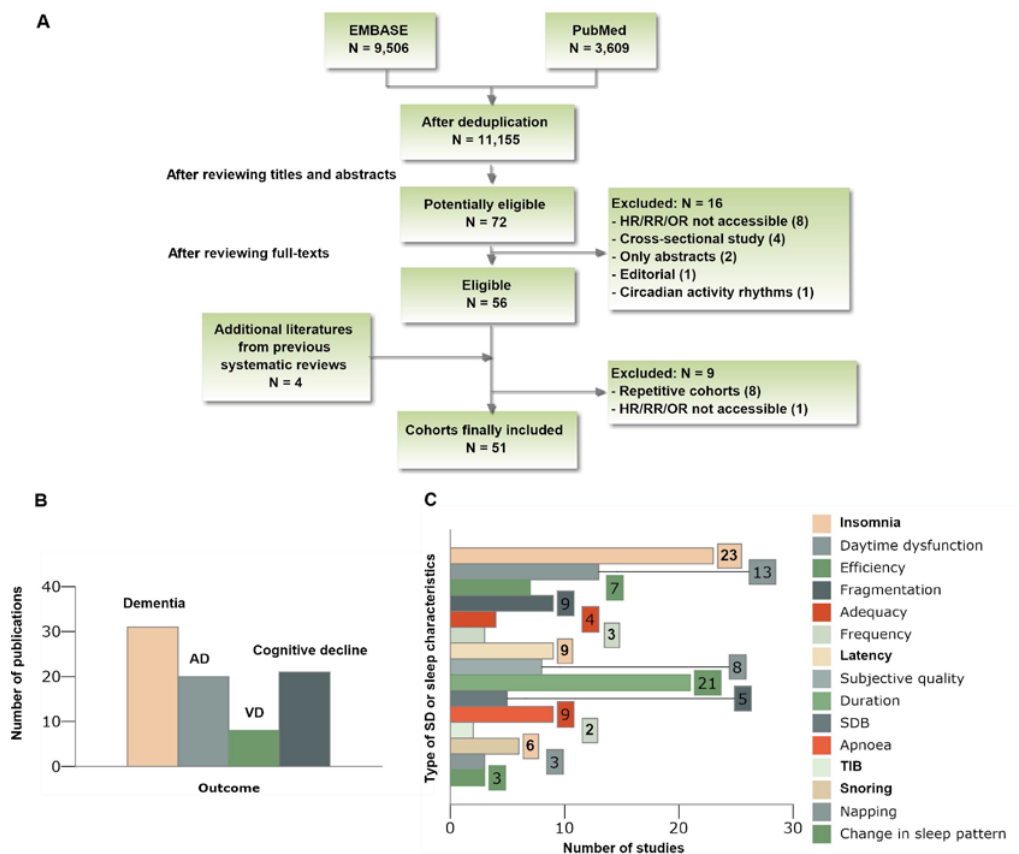 A
EMBASE
N = 9,506
PubMed
N = 3,609
After deduplication
N = 11,155
After reviewing titles and abstracts
Potentially eligible
N = 72
Excluded: N = 16
- HR/RR/OR not accessible (8)
- Cross-sectional study (4)
- Only abstracts (2)
- Editorial (1)
- Circadian activity rhythms (1)
After reviewing full-texts
Eligible
N = 56
Additional literatures
from previous
systematic reviews
N = 4
Excluded: N = 9
- Repetitive cohorts (8)
- HR/RR/OR not accessible (1)
Cohorts finally included
N = 51
B
Number of publications
40
30
20
10
0
Dementia
AD
VD
Cognitive decline
Outcome
C
Type of SD or sleep characteristics
23
13
7
9
4
3
9
8
21
5
9
2
6
3
3
0
10
20
30
Number of studies
Insomnia
Daytime dysfunction
Efficiency
Fragmentation
Adequacy
Frequency
Latency
Subjective quality
Duration
SDB
Apnoea
TIB
Snoring
Napping
Change in sleep pattern